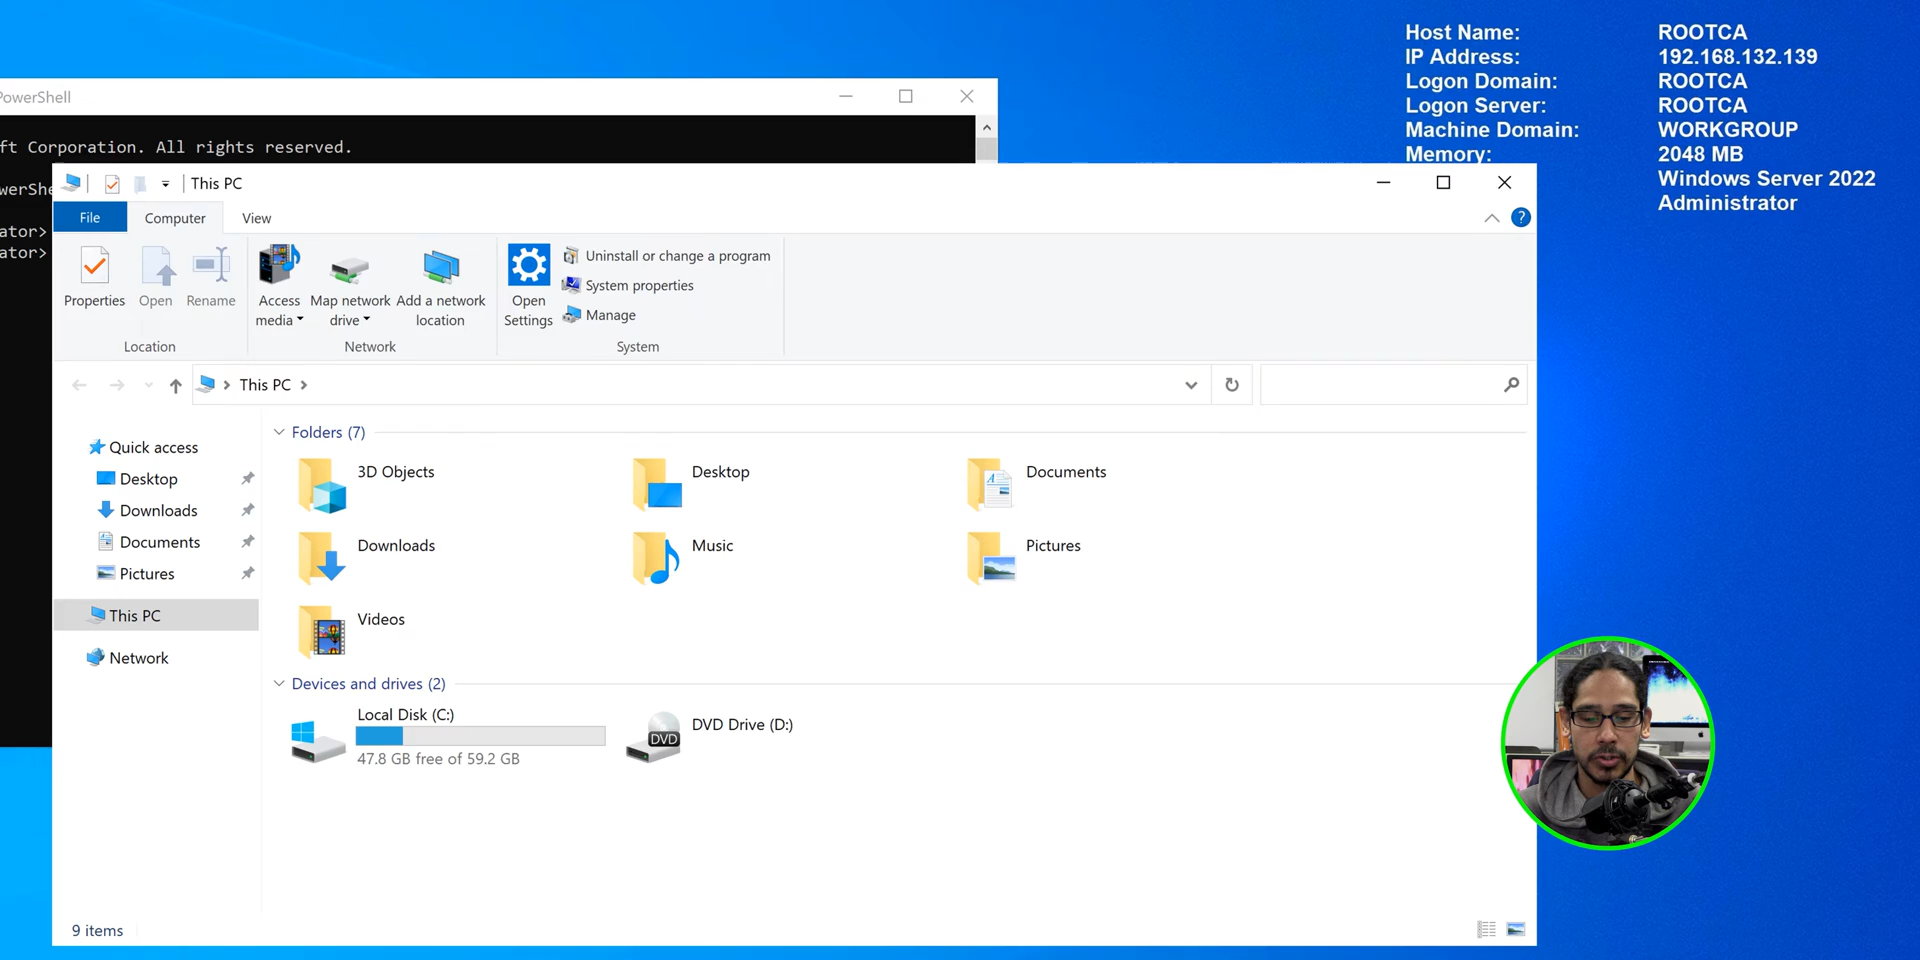 Host Name: ROOTCA
IP Address: 192.168.132.139
Logon Domain: ROOTCA
Logon Server: ROOTCA
Machine Domain: WORKGROUP
Memory: 2048 MB
Windows Server 2022
Administrator
PowerShell
ft Corporation. All rights reserved.
werShe
ator>
ator>
This PC
File Computer View
Properties
Open
Rename
Location
Access media
Map network drive
Add a network location
Network
Open Settings
Uninstall or change a program
System properties
Manage
System
This PC
Quick access
Desktop
Downloads
Documents
Pictures
This PC
Network
Folders (7)
3D Objects
Desktop
Documents
Downloads
Music
Pictures
Videos
Devices and drives (2)
Local Disk (C:)
47.8 GB free of 59.2 GB
DVD
DVD Drive (D:)
9 items